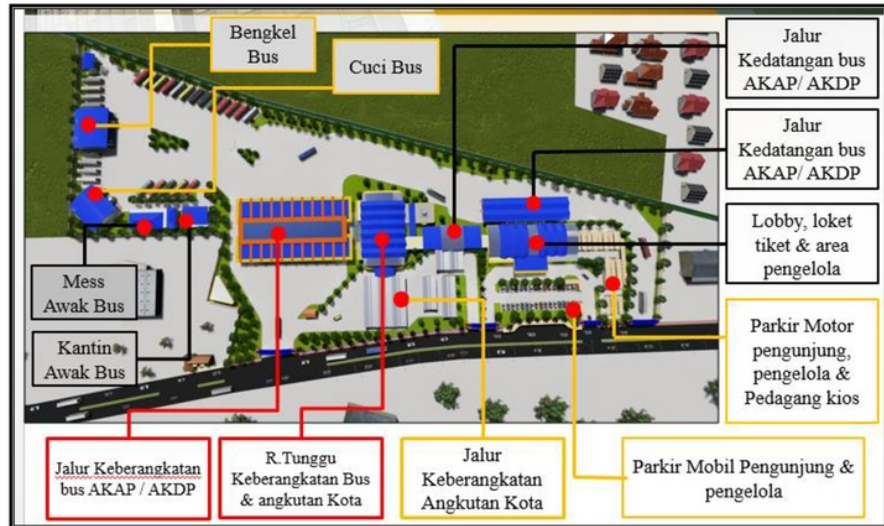 Bengkel
Bus
Cuci Bus
Jalur
Kedatangan bus
AKAP/ AKDP
Jalur
Kedatangan bus
AKAP/ AKDP
Lobby, loket
tiket & area
pengelola
Mess
Awak Bus
Kantin
Awak Bus
Parkir Motor
pengunjung,
pengelola &
Pedagang kios
Jalur Keberangkatan
bus AKAP / AKDP
R.Tunggu
Keberangkatan Bus
& angkutan Kota
Jalur
Keberangkatan
Angkutan Kota
Parkir Mobil Pengunjung &
pengelola